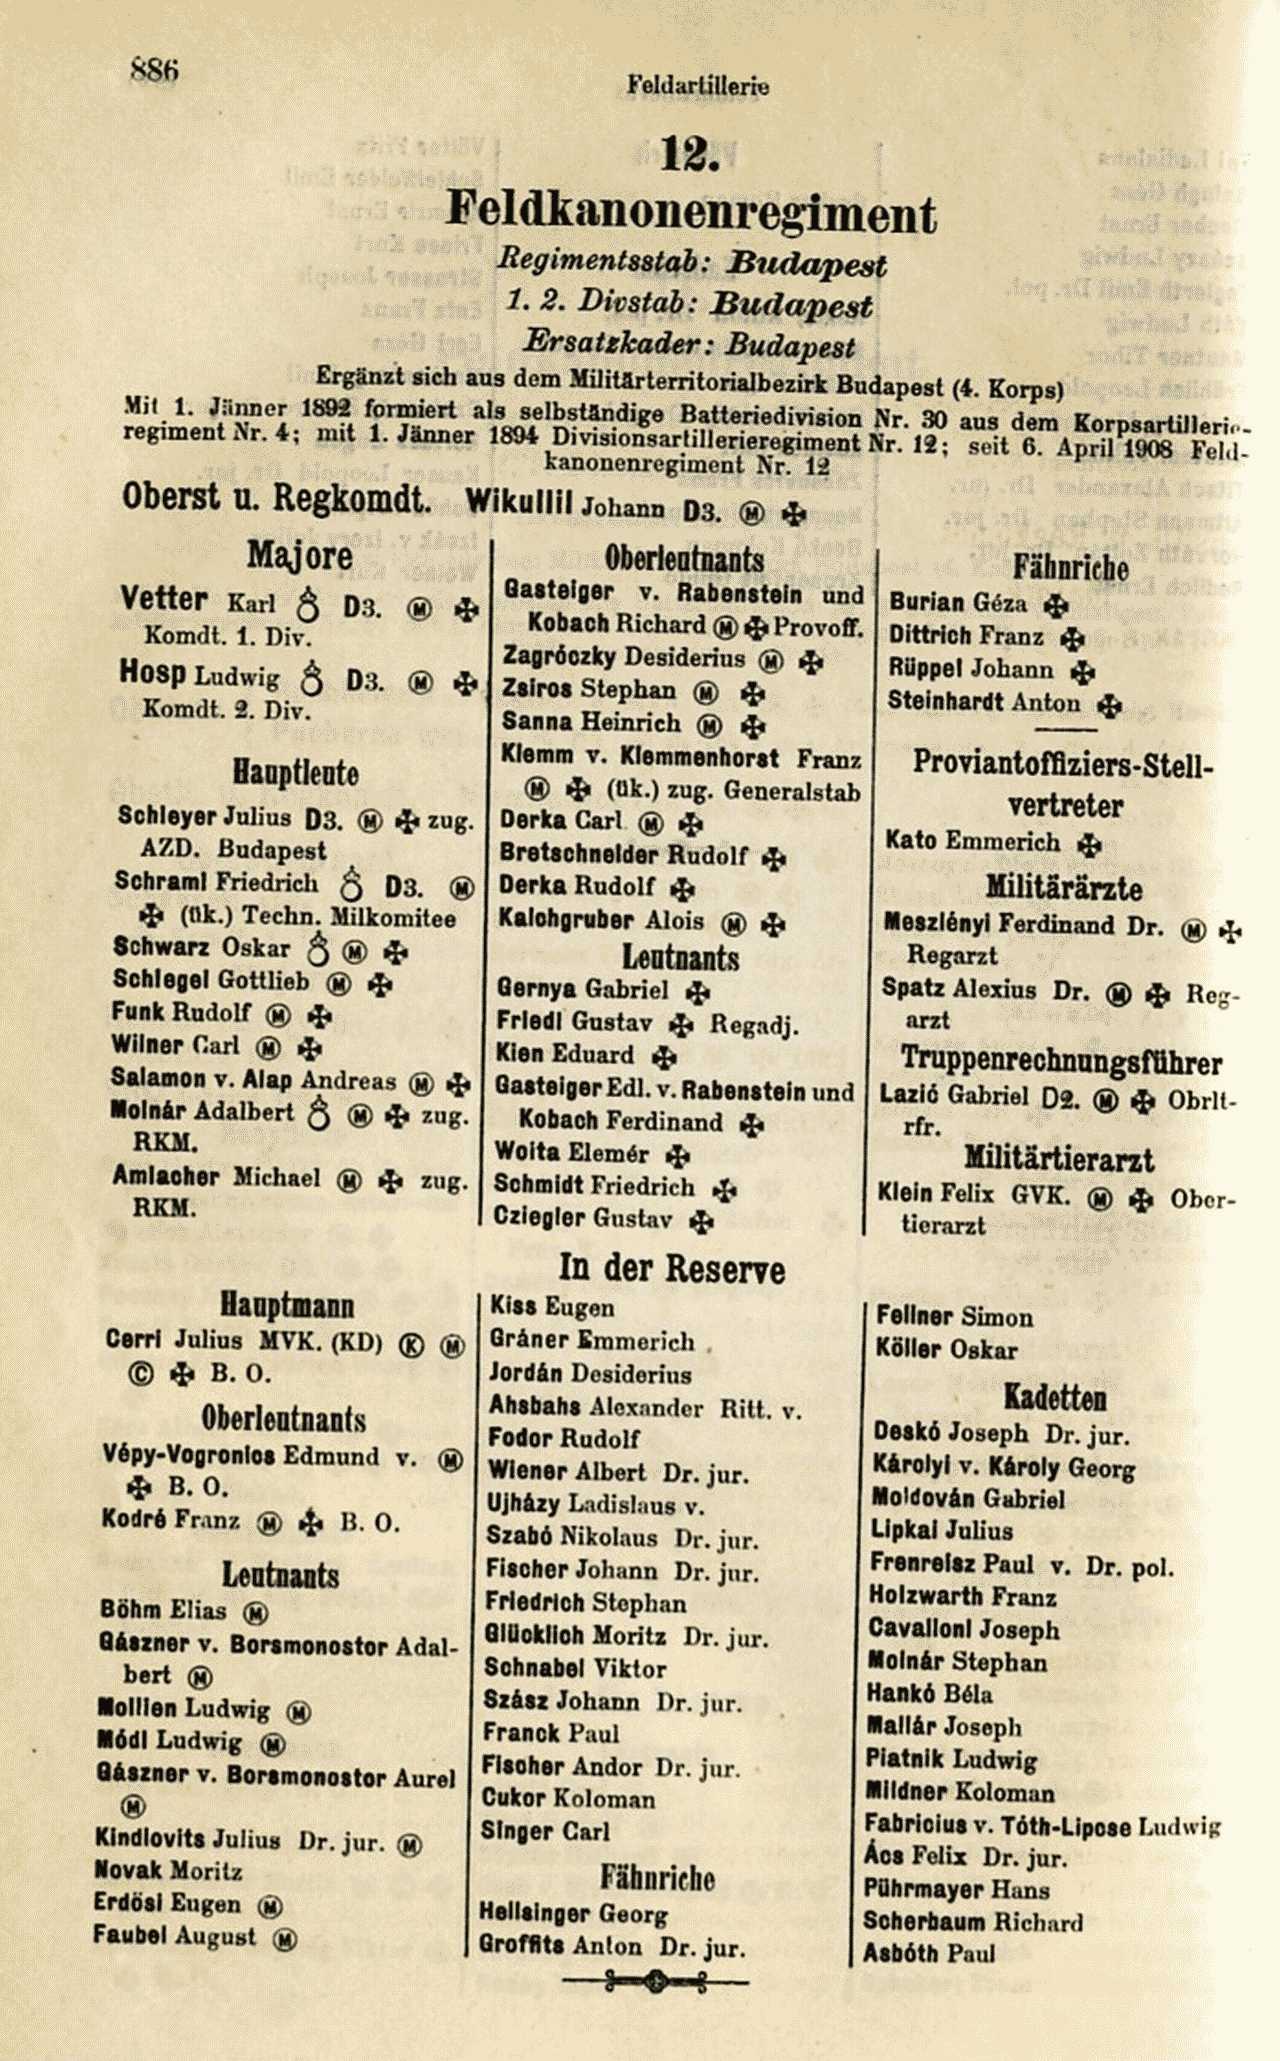 886
Feldartillerie
12.
Feldkanonenregiment
Regimentsstab: Budapest
1. 2. Divstab: Budapest
Ersatzkader: Budapest
Ergänzt sich aus dem Militärterritorialbezirk Budapest (4. Korps)
Mit 1. Jänner 1892 formiert als selbständige Batteriedivision Nr. 30 aus dem Korpsartillerie-
regiment Nr. 4; mit 1. Jänner 1894 Divisionsartillerieregiment Nr. 12; seit 6. April 1908 Feld-
kanonenregiment Nr. 12
Oberst u. Regkomdt. Wikullil Johann D3. Ⓜ ✠
Majore
Vetter Karl ⛣ D3. Ⓜ ✠
Komdt. 1. Div.
Hosp Ludwig ⛣ D3. Ⓜ ✠
Komdt. 2. Div.
Hauptleute
Schleyer Julius D3. Ⓜ ✠ zug.
AZD. Budapest
Schraml Friedrich ⛣ D3. Ⓜ
✠ (ük.) Techn. Milkomitee
Schwarz Oskar ⛣ Ⓜ ✠
Schlegel Gottlieb Ⓜ ✠
Funk Rudolf Ⓜ ✠
Wilner Carl Ⓜ ✠
Salamon v. Alap Andreas Ⓜ ✠
Molnár Adalbert ⛣ Ⓜ ✠ zug.
RKM.
Amlacher Michael Ⓜ ✠ zug.
RKM.
Oberleutnants
Gasteiger v. Rabenstein und
Kobach Richard Ⓜ ✠ Provoff.
Zagróczky Desiderius Ⓜ ✠
Zsiros Stephan Ⓜ ✠
Sanna Heinrich Ⓜ ✠
Klemm v. Klemmenhorst Franz
Ⓜ ✠ (ük.) zug. Generalstab
Derka Carl Ⓜ ✠
Bretschneider Rudolf ✠
Derka Rudolf ✠
Kalchgruber Alois Ⓜ ✠
Leutnants
Gernya Gabriel ✠
Friedl Gustav ✠ Regadj.
Kien Eduard ✠
Gasteiger Edl. v. Rabenstein und
Kobach Ferdinand ✠
Woita Elemér ✠
Schmidt Friedrich ✠
Cziegler Gustav ✠
Fähnriche
Burian Géza ✠
Dittrich Franz ✠
Rüppel Johann ✠
Steinhardt Anton ✠
Proviantoffiziers-Stell-
vertreter
Kato Emmerich ✠
Militärärzte
Meszlényi Ferdinand Dr. Ⓜ ✠
Regarzt
Spatz Alexius Dr. Ⓜ ✠ Reg-
arzt
Truppenrechnungsführer
Lazić Gabriel D2. Ⓜ ✠ Obrlt-
rfr.
Militärtierarzt
Klein Felix GVK. Ⓜ ✠ Ober-
tierarzt
In der Reserve
Hauptmann
Cerri Julius MVK. (KD) Ⓚ Ⓜ
Ⓒ ✠ B. O.
Oberleutnants
Vépy-Vogronics Edmund v. Ⓜ
✠ B. O.
Kodré Franz Ⓜ ✠ B. O.
Leutnants
Böhm Elias Ⓜ
Gászner v. Borsmonostor Adal-
bert Ⓜ
Mollien Ludwig Ⓜ
Módl Ludwig Ⓜ
Gászner v. Borsmonostor Aurel
Ⓜ
Kindlovits Julius Dr. jur. Ⓜ
Novak Moritz
Erdösi Eugen Ⓜ
Faubel August Ⓜ
Kiss Eugen
Gráner Emmerich
Jordán Desiderius
Ahsbahs Alexander Ritt. v.
Fodor Rudolf
Wiener Albert Dr. jur.
Ujházy Ladislaus v.
Szabó Nikolaus Dr. jur.
Fischer Johann Dr. jur.
Friedrich Stephan
Glücklich Moritz Dr. jur.
Schnabel Viktor
Szász Johann Dr. jur.
Franck Paul
Fischer Andor Dr. jur.
Cukor Koloman
Singer Carl
Fähnriche
Hellsinger Georg
Groffits Anton Dr. jur.
Fellner Simon
Köller Oskar
Kadetten
Deskó Joseph Dr. jur.
Károlyi v. Károly Georg
Moldován Gabriel
Lipkai Julius
Frenreisz Paul v. Dr. pol.
Holzwarth Franz
Cavalloni Joseph
Molnár Stephan
Hankó Béla
Mallár Joseph
Piatnik Ludwig
Mildner Koloman
Fabricius v. Tóth-Lipcse Ludwig
Ács Felix Dr. jur.
Pührmayer Hans
Scherbaum Richard
Asbóth Paul